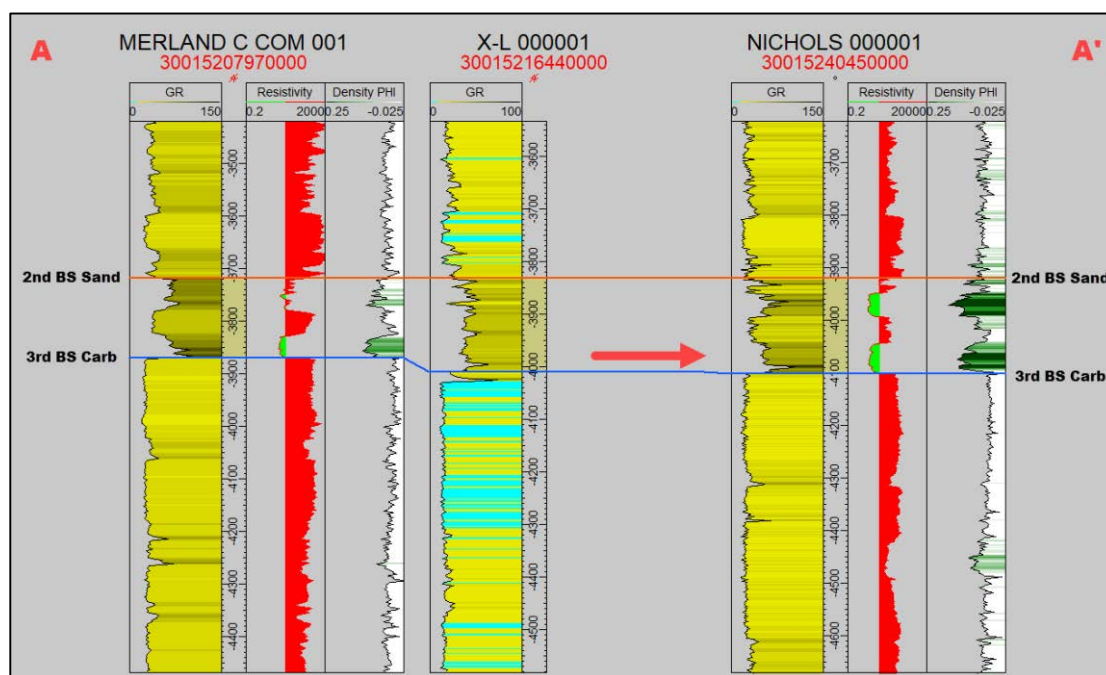 A
MERLAND C COM 001
30015207970000
X-L 000001
30015216440000
NICHOLS 000001
30015240450000
A'
GR
0 150
Resistivity
0.2 20000
Density PHI
0.25 -0.025
GR
0 100
GR
0 150
Resistivity
0.2 20000
Density PHI
0.25 -0.025
-3500
-3600
-3700
-3800
-3900
-4000
-4100
-4200
-4300
-4400
-3600
-3700
-3800
-3900
-4000
-4100
-4200
-4300
-4400
-4500
-3700
-3800
-3900
-4000
-4100
-4200
-4300
-4400
-4500
-4600
2nd BS Sand
2nd BS Sand
3rd BS Carb
3rd BS Carb